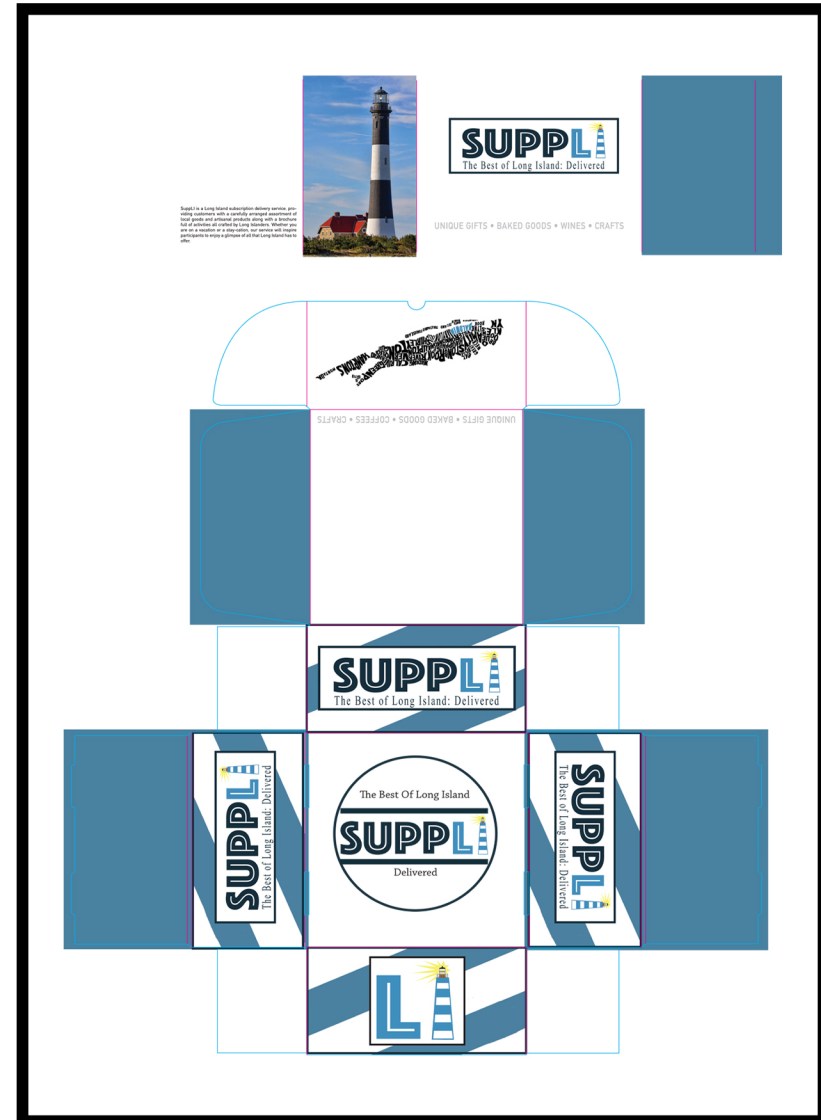 SUPPLI
The Best of Long Island: Delivered
SuppLI is a Long Island subscription delivery service, pro-
viding customers with a carefully arranged assortment of
local goods and artisanal products along with a brochure
full of activities all crafted by Long Islanders. Whether you
are on a vacation or a stay-cation, our service will inspire
participants to enjoy a glimpse of all that Long Island has to
offer.
UNIQUE GIFTS • BAKED GOODS • WINES • CRAFTS
UNIQUE GIFTS • BAKED GOODS • COFFEES • CRAFTS
SUPPLI
The Best of Long Island: Delivered
SUPPLI
The Best of Long Island: Delivered
The Best Of Long Island
SUPPLI
Delivered
SUPPLI
The Best of Long Island: Delivered
LI